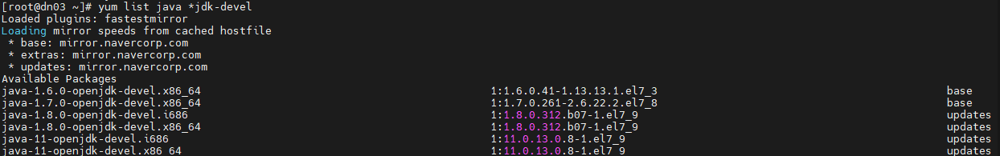 [root@dn03 ~]# yum list java *jdk-devel
Loaded plugins: fastestmirror
Loading mirror speeds from cached hostfile
 * base: mirror.navercorp.com
 * extras: mirror.navercorp.com
 * updates: mirror.navercorp.com
Available Packages
java-1.6.0-openjdk-devel.x86_64 1:1.6.0.41-1.13.13.1.el7_3 base
java-1.7.0-openjdk-devel.x86_64 1:1.7.0.261-2.6.22.2.el7_8 base
java-1.8.0-openjdk-devel.i686 1:1.8.0.312.b07-1.el7_9 updates
java-1.8.0-openjdk-devel.x86_64 1:1.8.0.312.b07-1.el7_9 updates
java-11-openjdk-devel.i686 1:11.0.13.0.8-1.el7_9 updates
java-11-openjdk-devel.x86_64 1:11.0.13.0.8-1.el7_9 updates